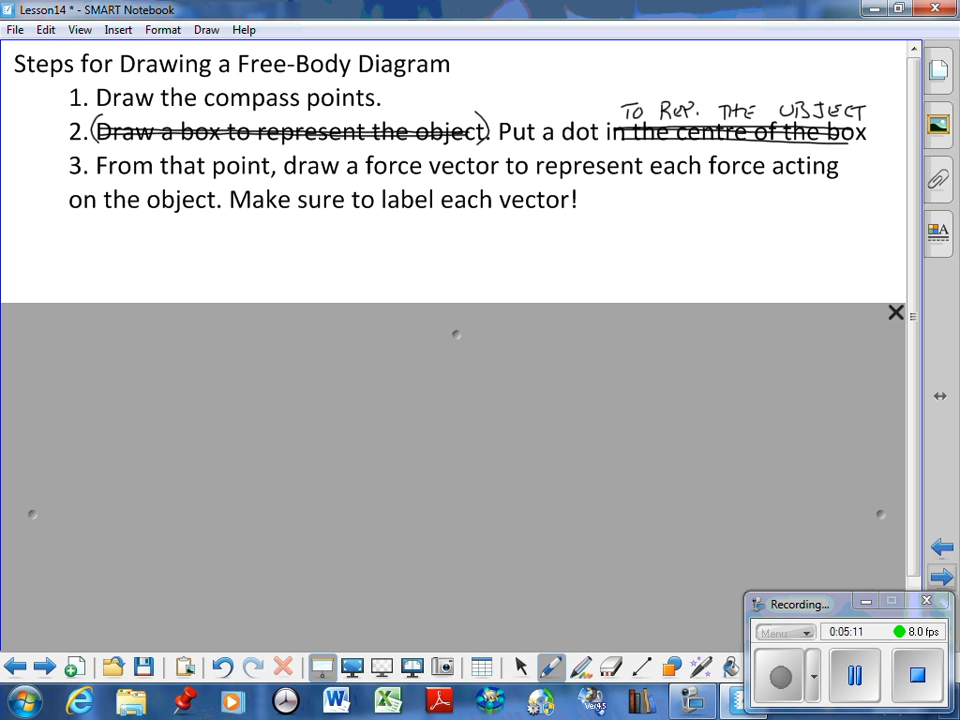 Lesson14 * - SMART Notebook
File Edit View Insert Format Draw Help
Steps for Drawing a Free-Body Diagram
1. Draw the compass points.
TO REP. THE OBJECT
2. (Draw a box to represent the object). Put a dot in the centre of the box
3. From that point, draw a force vector to represent each force acting
on the object. Make sure to label each vector!
Recording...
Menu 0:05:11 8.0 fps
Ver4.5